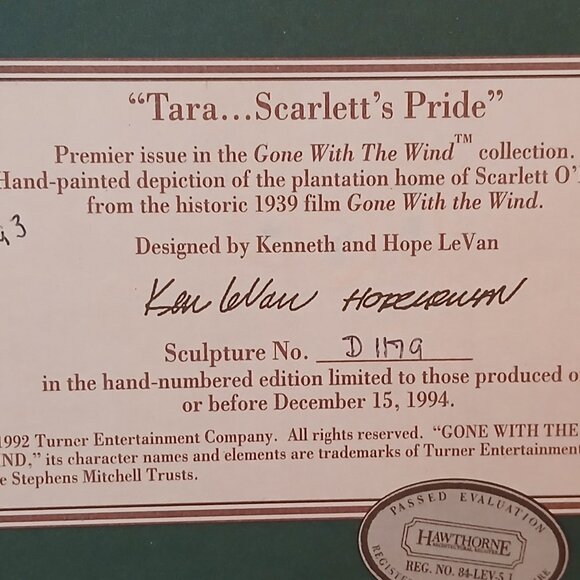 “Tara...Scarlett’s Pride”
Premier issue in the Gone With The Wind™ collection.
Hand-painted depiction of the plantation home of Scarlett O'
from the historic 1939 film Gone With the Wind.
Designed by Kenneth and Hope LeVan
Ken LeVan
Sculpture No. D1179
in the hand-numbered edition limited to those produced o
or before December 15, 1994.
1992 Turner Entertainment Company. All rights reserved. “GONE WITH THE
ND,” its character names and elements are trademarks of Turner Entertainment
e Stephens Mitchell Trusts.
PASSED EVALUATION
HAWTHORNE
ARCHITECTURAL REGISTER
REG. NO. 84-LEV-5